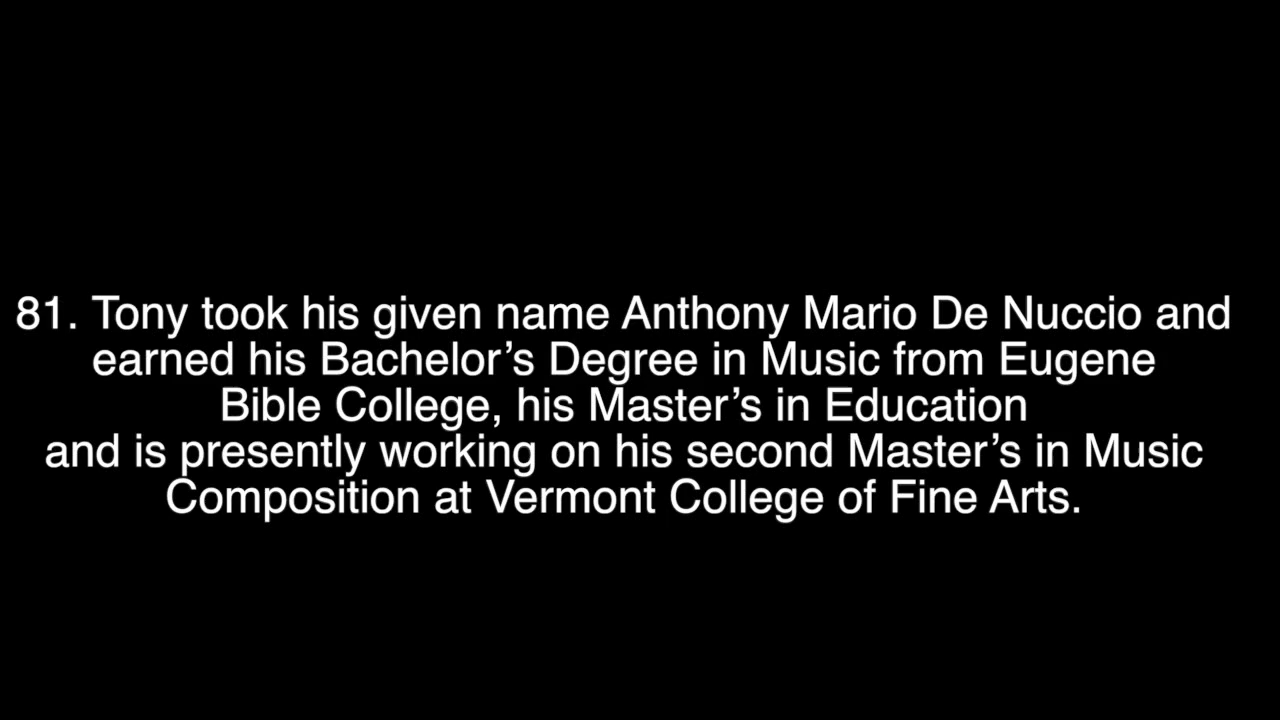 81. Tony took his given name Anthony Mario De Nuccio and
earned his Bachelor’s Degree in Music from Eugene
Bible College, his Master’s in Education
and is presently working on his second Master’s in Music
Composition at Vermont College of Fine Arts.